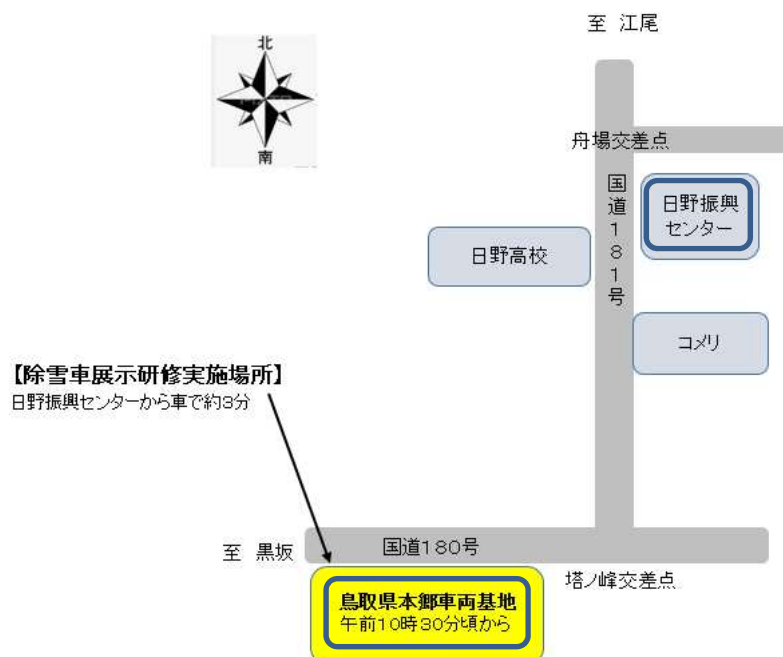 至 江尾
北
南
舟場交差点
国道181号
日野振興
センター
日野高校
コメリ
【除雪車展示研修実施場所】
日野振興センターから車で約3分
至 黒坂
国道180号
塔ノ峰交差点
鳥取県本郷車両基地
午前10時30分頃から